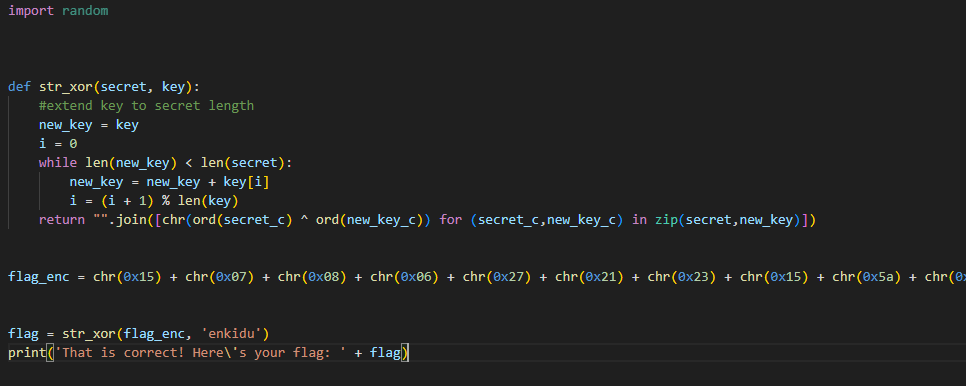 import random
def str_xor(secret, key):
    #extend key to secret length
    new_key = key
    i = 0
    while len(new_key) < len(secret):
        new_key = new_key + key[i]
        i = (i + 1) % len(key)
    return "".join([chr(ord(secret_c) ^ ord(new_key_c)) for (secret_c,new_key_c) in zip(secret,new_key)])
flag_enc = chr(0x15) + chr(0x07) + chr(0x08) + chr(0x06) + chr(0x27) + chr(0x21) + chr(0x23) + chr(0x15) + chr(0x5a) + chr(0x
flag = str_xor(flag_enc, 'enkidu')
print('That is correct! Here\'s your flag: ' + flag)